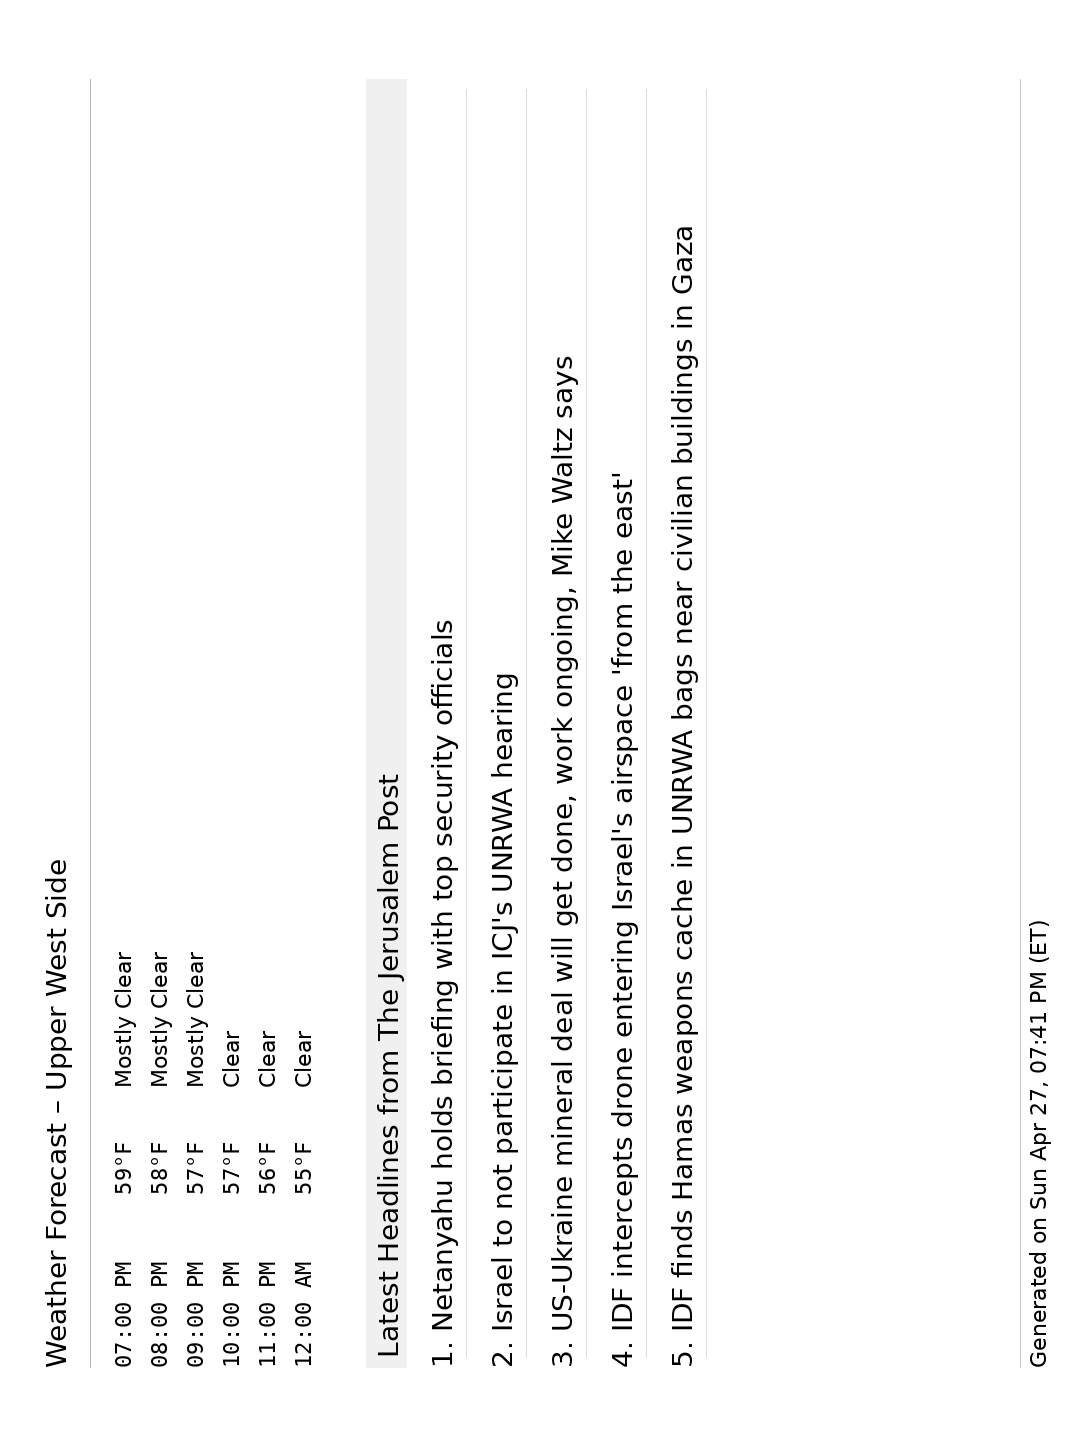 Weather Forecast – Upper West Side
07:00 PM 59°F Mostly Clear
08:00 PM 58°F Mostly Clear
09:00 PM 57°F Mostly Clear
10:00 PM 57°F Clear
11:00 PM 56°F Clear
12:00 AM 55°F Clear
Latest Headlines from The Jerusalem Post
1. Netanyahu holds briefing with top security officials
2. Israel to not participate in ICJ's UNRWA hearing
3. US-Ukraine mineral deal will get done, work ongoing, Mike Waltz says
4. IDF intercepts drone entering Israel's airspace 'from the east'
5. IDF finds Hamas weapons cache in UNRWA bags near civilian buildings in Gaza
Generated on Sun Apr 27, 07:41 PM (ET)